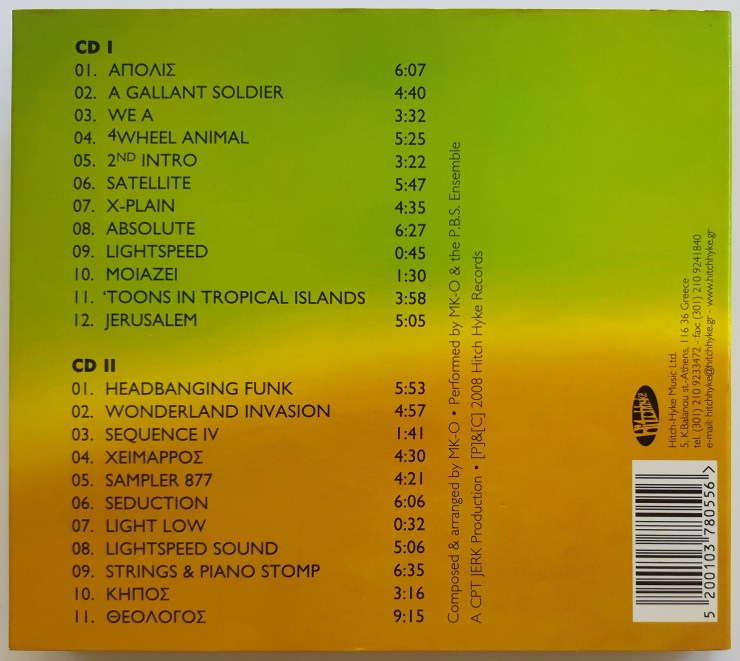 CD I
01. ΑΠΟΛΙΣ 6:07
02. A GALLANT SOLDIER 4:40
03. WE A 3:32
04. 4WHEEL ANIMAL 5:25
05. 2ND INTRO 3:22
06. SATELLITE 5:47
07. X-PLAIN 4:35
08. ABSOLUTE 6:27
09. LIGHTSPEED 0:45
10. ΜΟΙΑΖΕΙ 1:30
11. ‘TOONS IN TROPICAL ISLANDS 3:58
12. JERUSALEM 5:05
CD II
01. HEADBANGING FUNK 5:53
02. WONDERLAND INVASION 4:57
03. SEQUENCE IV 1:41
04. ΧΕΙΜΑΡΡΟΣ 4:30
05. SAMPLER 877 4:21
06. SEDUCTION 6:06
07. LIGHT LOW 0:32
08. LIGHTSPEED SOUND 5:06
09. STRINGS & PIANO STOMP 6:35
10. ΚΗΠΟΣ 3:16
11. ΘΕΟΛΟΓΟΣ 9:15
Composed & arranged by MK-O • Performed by MK-O & the P.B.S. Ensemble
A CPT JERK Production • [P]&[C] 2008 Hitch Hyke Records
hitchhyke
Hitch-Hyke Music Ltd.
5, K.Balanou st.-Athens, 116 36 Greece
tel. (301) 210 9233472 - fax: (301) 210 9241840
e-mail: hitchhyke@hitchhyke.gr - www.hitchhyke.gr
5 200103 780556 >